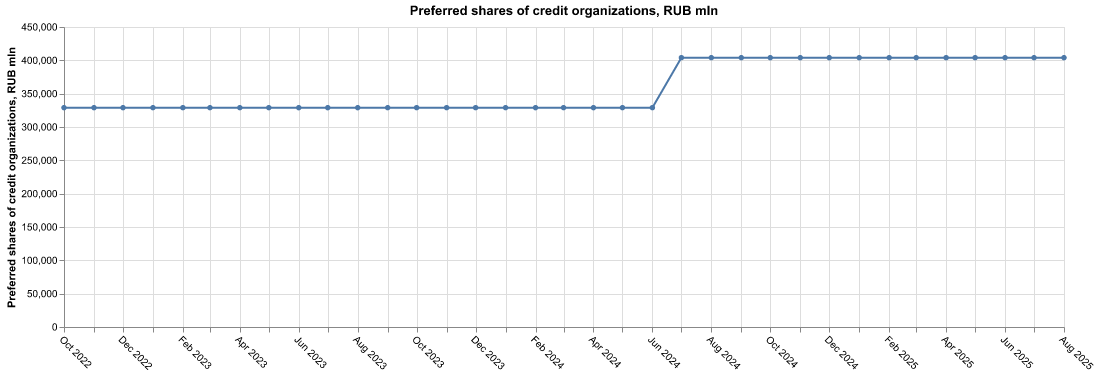 Preferred shares of credit organizations, RUB mln
Preferred shares of credit organizations, RUB mln
450,000
400,000
350,000
300,000
250,000
200,000
150,000
100,000
50,000
0
Oct 2022
Dec 2022
Feb 2023
Apr 2023
Jun 2023
Aug 2023
Oct 2023
Dec 2023
Feb 2024
Apr 2024
Jun 2024
Aug 2024
Oct 2024
Dec 2024
Feb 2025
Apr 2025
Jun 2025
Aug 2025